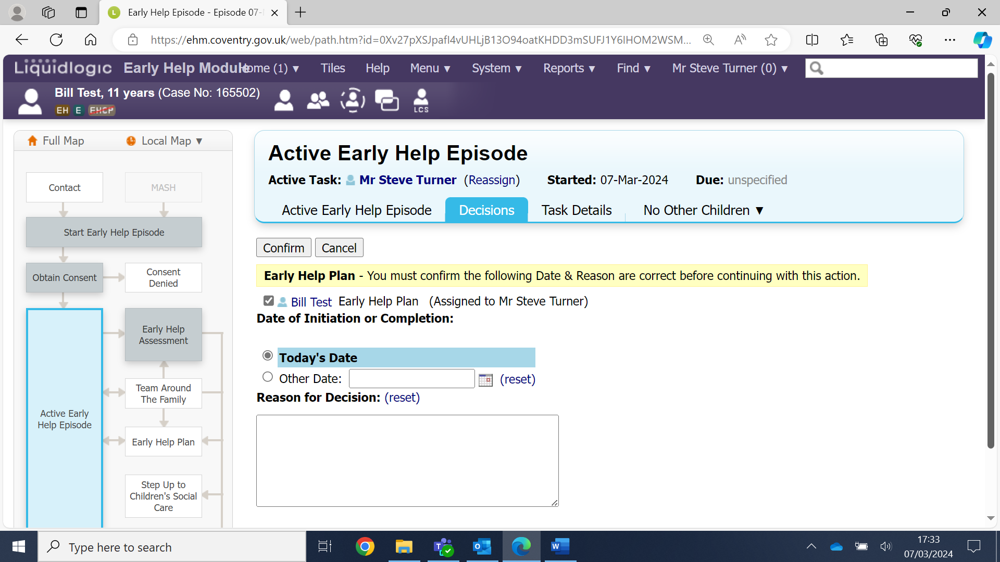 Early Help Episode - Episode 07-
https://ehm.coventry.gov.uk/web/path.htm?id=0Xv27pXSJpafI4vUHLjB13O94oatKHDD3mSUFJ1Y6IHOM2WSM...
Liquidlogic Early Help Module ome (1) ▼ Tiles Help Menu ▼ System ▼ Reports ▼ Find ▼ Mr Steve Turner (0) ▼
Bill Test, 11 years (Case No: 165502)
EH E EHCP
LCS
Full Map Local Map ▼
Contact
MASH
Start Early Help Episode
Obtain Consent
Consent
Denied
Early Help
Assessment
Team Around
The Family
Active Early
Help Episode
Early Help Plan
Step Up to
Children's Social
Care
Active Early Help Episode
Active Task: Mr Steve Turner (Reassign) Started: 07-Mar-2024 Due: unspecified
Active Early Help Episode Decisions Task Details No Other Children ▼
Confirm Cancel
Early Help Plan - You must confirm the following Date & Reason are correct before continuing with this action.
Bill Test Early Help Plan (Assigned to Mr Steve Turner)
Date of Initiation or Completion:
Today's Date
Other Date: (reset)
Reason for Decision: (reset)
Type here to search
17:33
07/03/2024